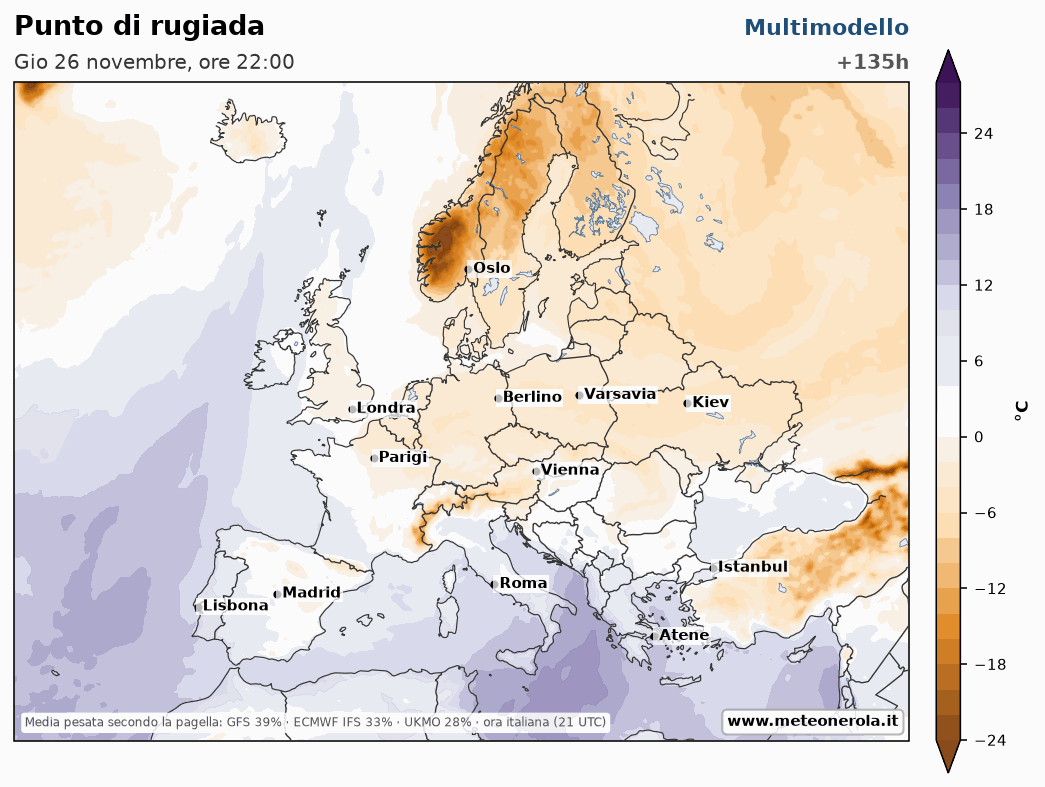 Punto di rugiada
Multimodello
Gio 26 novembre, ore 22:00
+135h
24
18
12
6
0
−6
−12
−18
−24
°C
Oslo
Berlino
Varsavia
Kiev
Londra
Parigi
Vienna
Istanbul
Roma
Madrid
Lisbona
Atene
Media pesata secondo la pagella: GFS 39% · ECMWF IFS 33% · UKMO 28% · ora italiana (21 UTC)
www.meteonerola.it